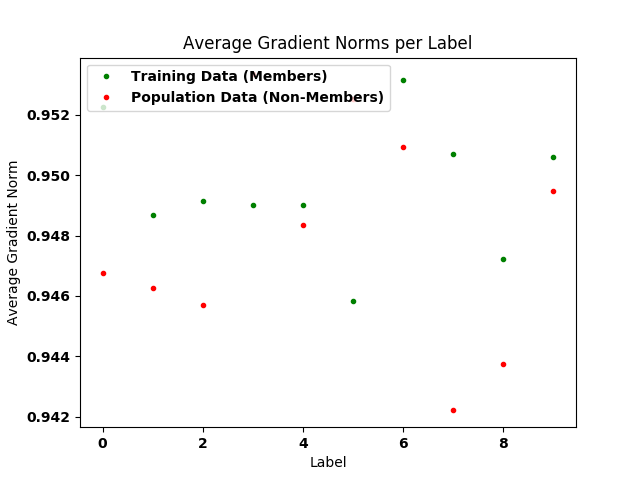 Average Gradient Norms per Label
Training Data (Members)
Population Data (Non-Members)
0.952
0.950
0.948
0.946
0.944
0.942
Average Gradient Norm
0 2 4 6 8
Label